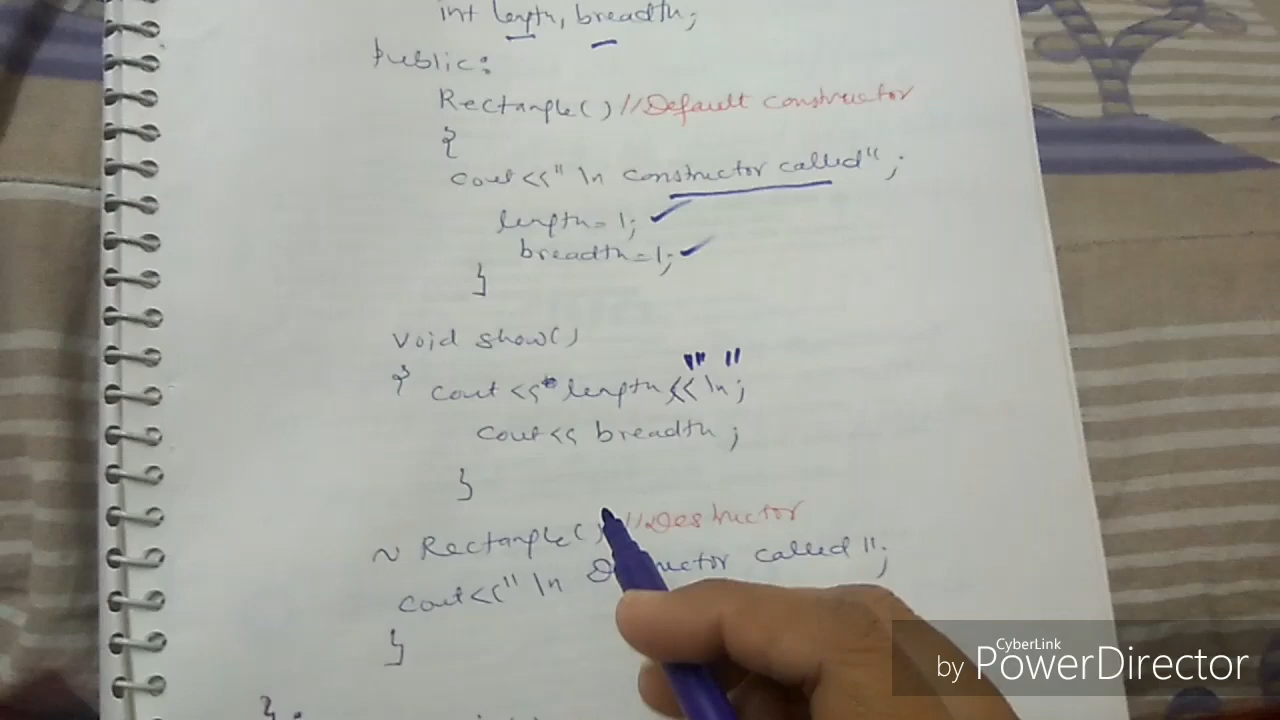 int length, breadth;
Public:
Rectangle() //Default constructor
{
cout<<"\n constructor called";
length=1;
breadth=1;
}
void show()
{ cout<< length<<"\n";
cout<< breadth;
}
~ Rectangle() //Destructor
cout<<"\n called";
}
};
CyberLink
by PowerDirector